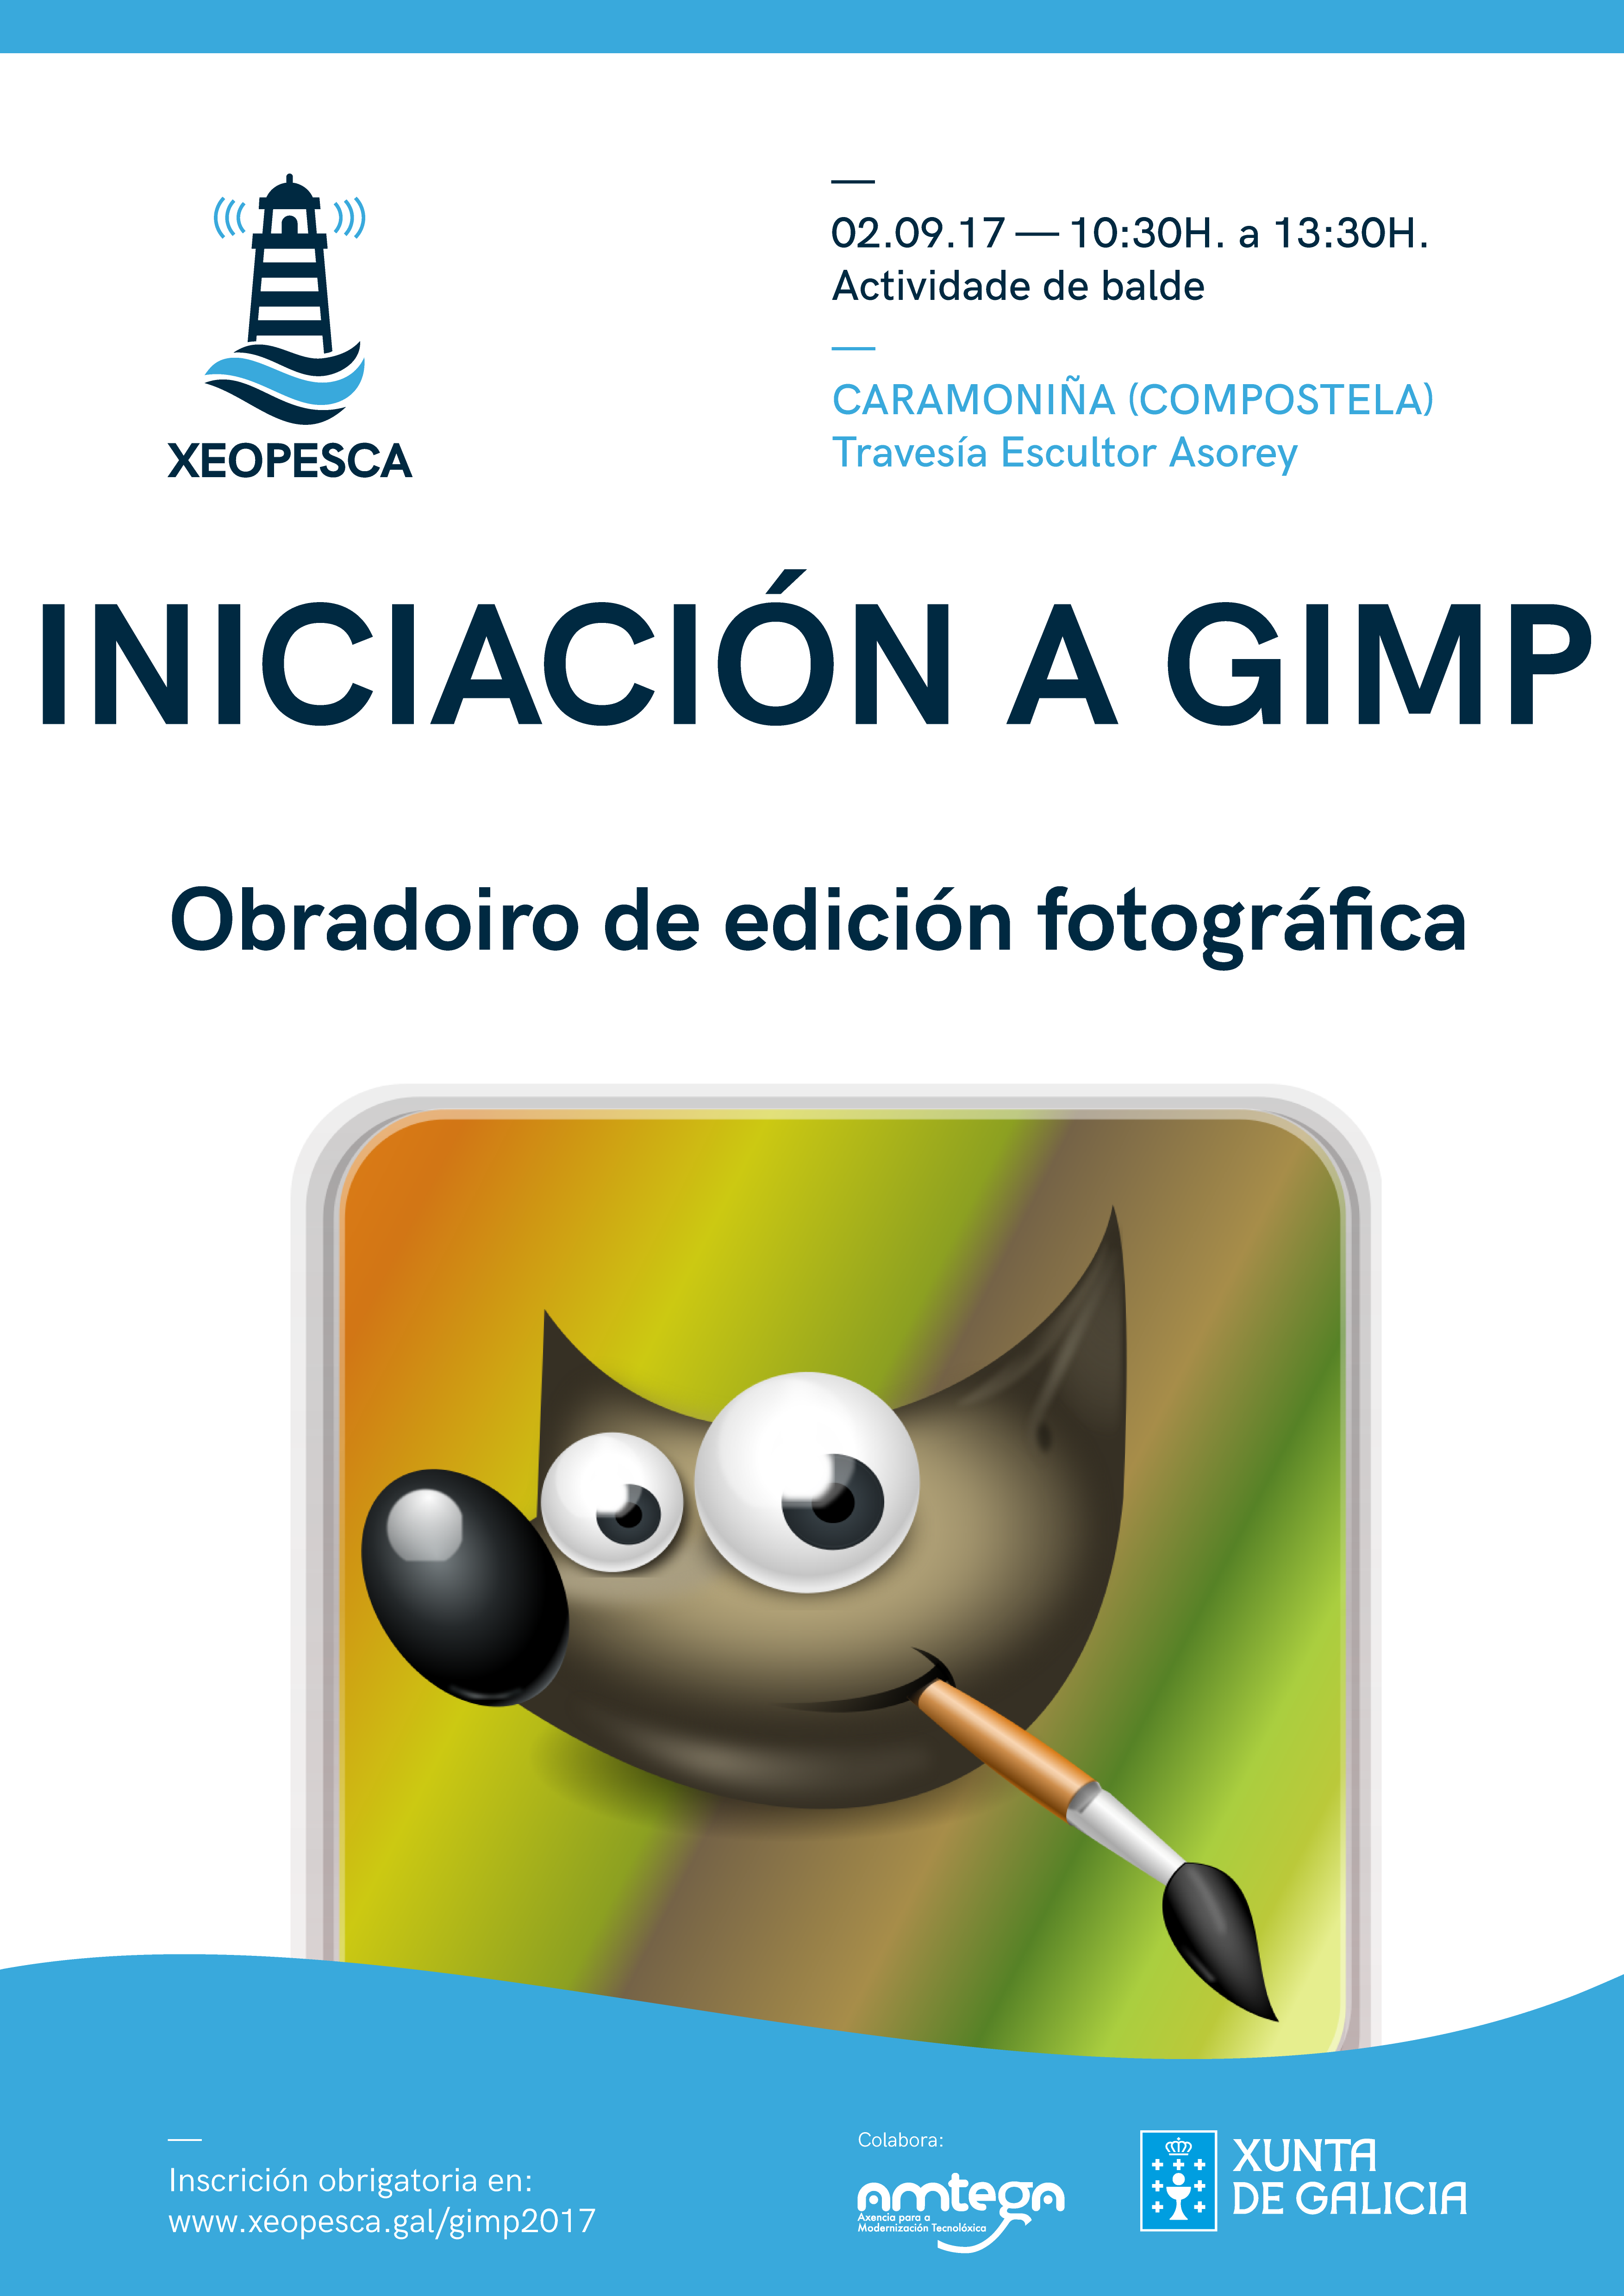 XEOPESCA
02.09.17 — 10:30H. a 13:30H.
Actividade de balde
CARAMONIÑA (COMPOSTELA)
Travesía Escultor Asorey
INICIACIÓN A GIMP
Obradoiro de edición fotográfica
Inscrición obrigatoria en:
www.xeopesca.gal/gimp2017
Colabora:
amtega
Axencia para a
Modernización Tecnolóxica
XUNTA
DE GALICIA